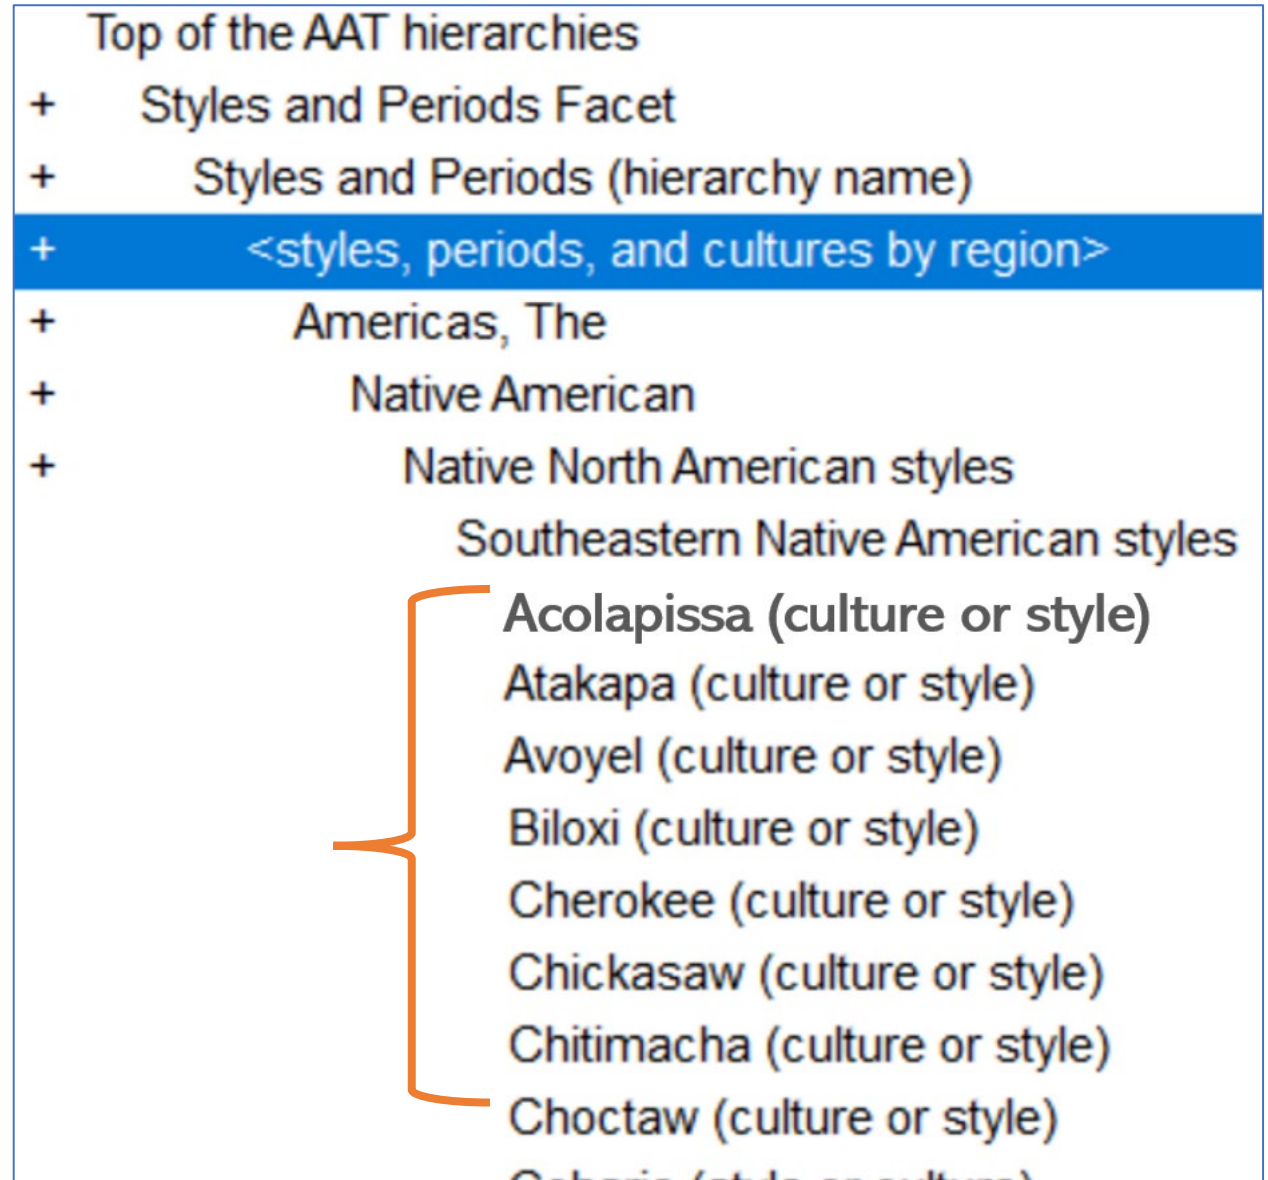 Top of the AAT hierarchies
+ Styles and Periods Facet
+ Styles and Periods (hierarchy name)
+ <styles, periods, and cultures by region>
+ Americas, The
+ Native American
+ Native North American styles
Southeastern Native American styles
Acolapissa (culture or style)
Atakapa (culture or style)
Avoyel (culture or style)
Biloxi (culture or style)
Cherokee (culture or style)
Chickasaw (culture or style)
Chitimacha (culture or style)
Choctaw (culture or style)
(style or culture)